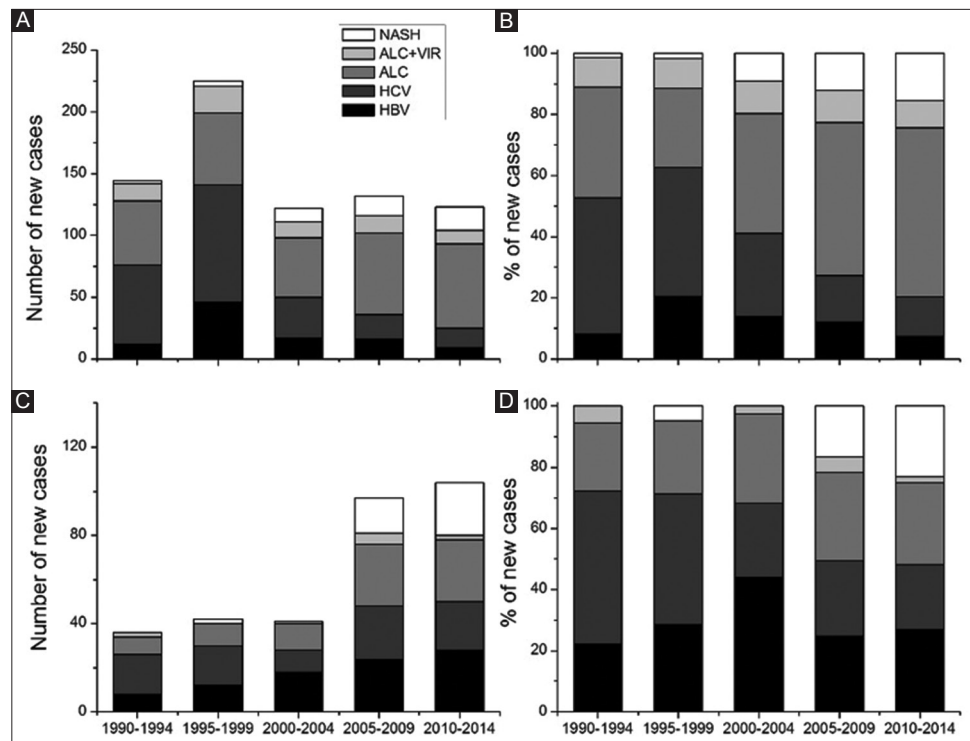 A
Number of new cases
250
200
150
100
50
0
NASH
ALC+VIR
ALC
HCV
HBV
B
% of new cases
100
80
60
40
20
0
C
Number of new cases
120
80
40
0
1990-1994 1995-1999 2000-2004 2005-2009 2010-2014
D
% of new cases
100
80
60
40
20
0
1990-1994 1995-1999 2000-2004 2005-2009 2010-2014